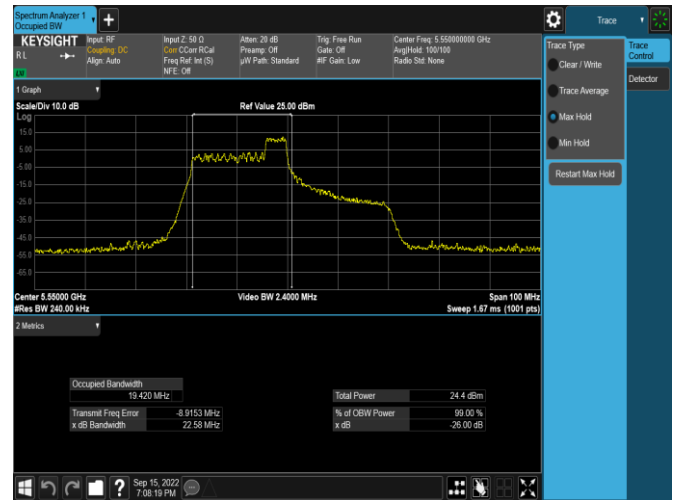 Spectrum Analyzer 1
Occupied BW
Trace
KEYSIGHT
R L
LXI
Input: RF
Coupling: DC
Align: Auto
Input Z: 50 Ω
Corr CCorr RCal
Freq Ref: Int (S)
NFE: Off
Atten: 20 dB
Preamp: Off
µW Path: Standard
Trig: Free Run
Gate: Off
#IF Gain: Low
Center Freq: 5.550000000 GHz
Avg|Hold: 100/100
Radio Std: None
Trace Type
Clear / Write
Trace Average
Max Hold
Min Hold
Restart Max Hold
Trace
Control
Detector
1 Graph
Scale/Div 10.0 dB
Ref Value 25.00 dBm
Log
15.0
5.00
-5.00
-15.0
-25.0
-35.0
-45.0
-55.0
-65.0
Center 5.55000 GHz
Video BW 2.4000 MHz
Span 100 MHz
#Res BW 240.00 kHz
Sweep 1.67 ms (1001 pts)
2 Metrics
Occupied Bandwidth
19.420 MHz
Total Power 24.4 dBm
Transmit Freq Error -8.9153 MHz
% of OBW Power 99.00 %
x dB Bandwidth 22.58 MHz
x dB -26.00 dB
Sep 15, 2022
7:08:19 PM